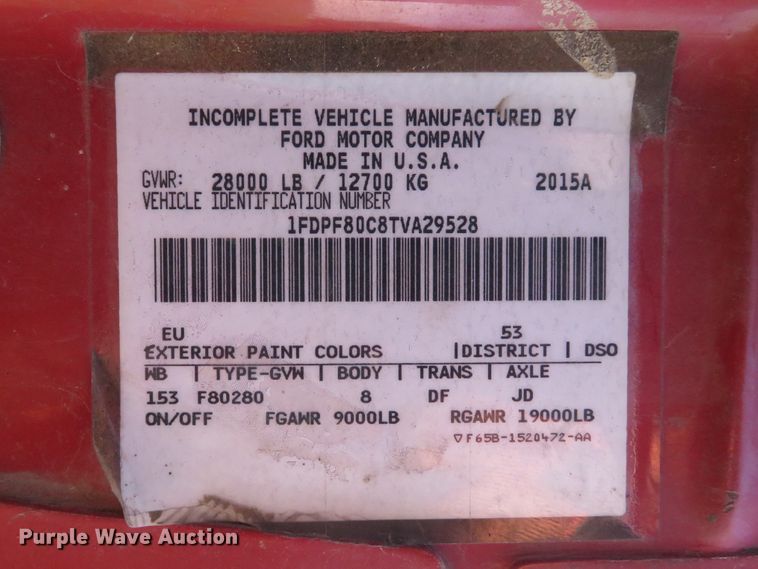 INCOMPLETE VEHICLE MANUFACTURED BY
FORD MOTOR COMPANY
MADE IN U.S.A.
GVWR: 28000 LB / 12700 KG 2015A
VEHICLE IDENTIFICATION NUMBER
1FDPF80C8TVA29528
EU 53
EXTERIOR PAINT COLORS |DISTRICT | DSO
WB | TYPE-GVW | BODY | TRANS | AXLE
153 F80280 8 DF JD
ON/OFF FGAWR 9000LB RGAWR 19000LB
▽F65B-1520472-AA
Purple Wave Auction